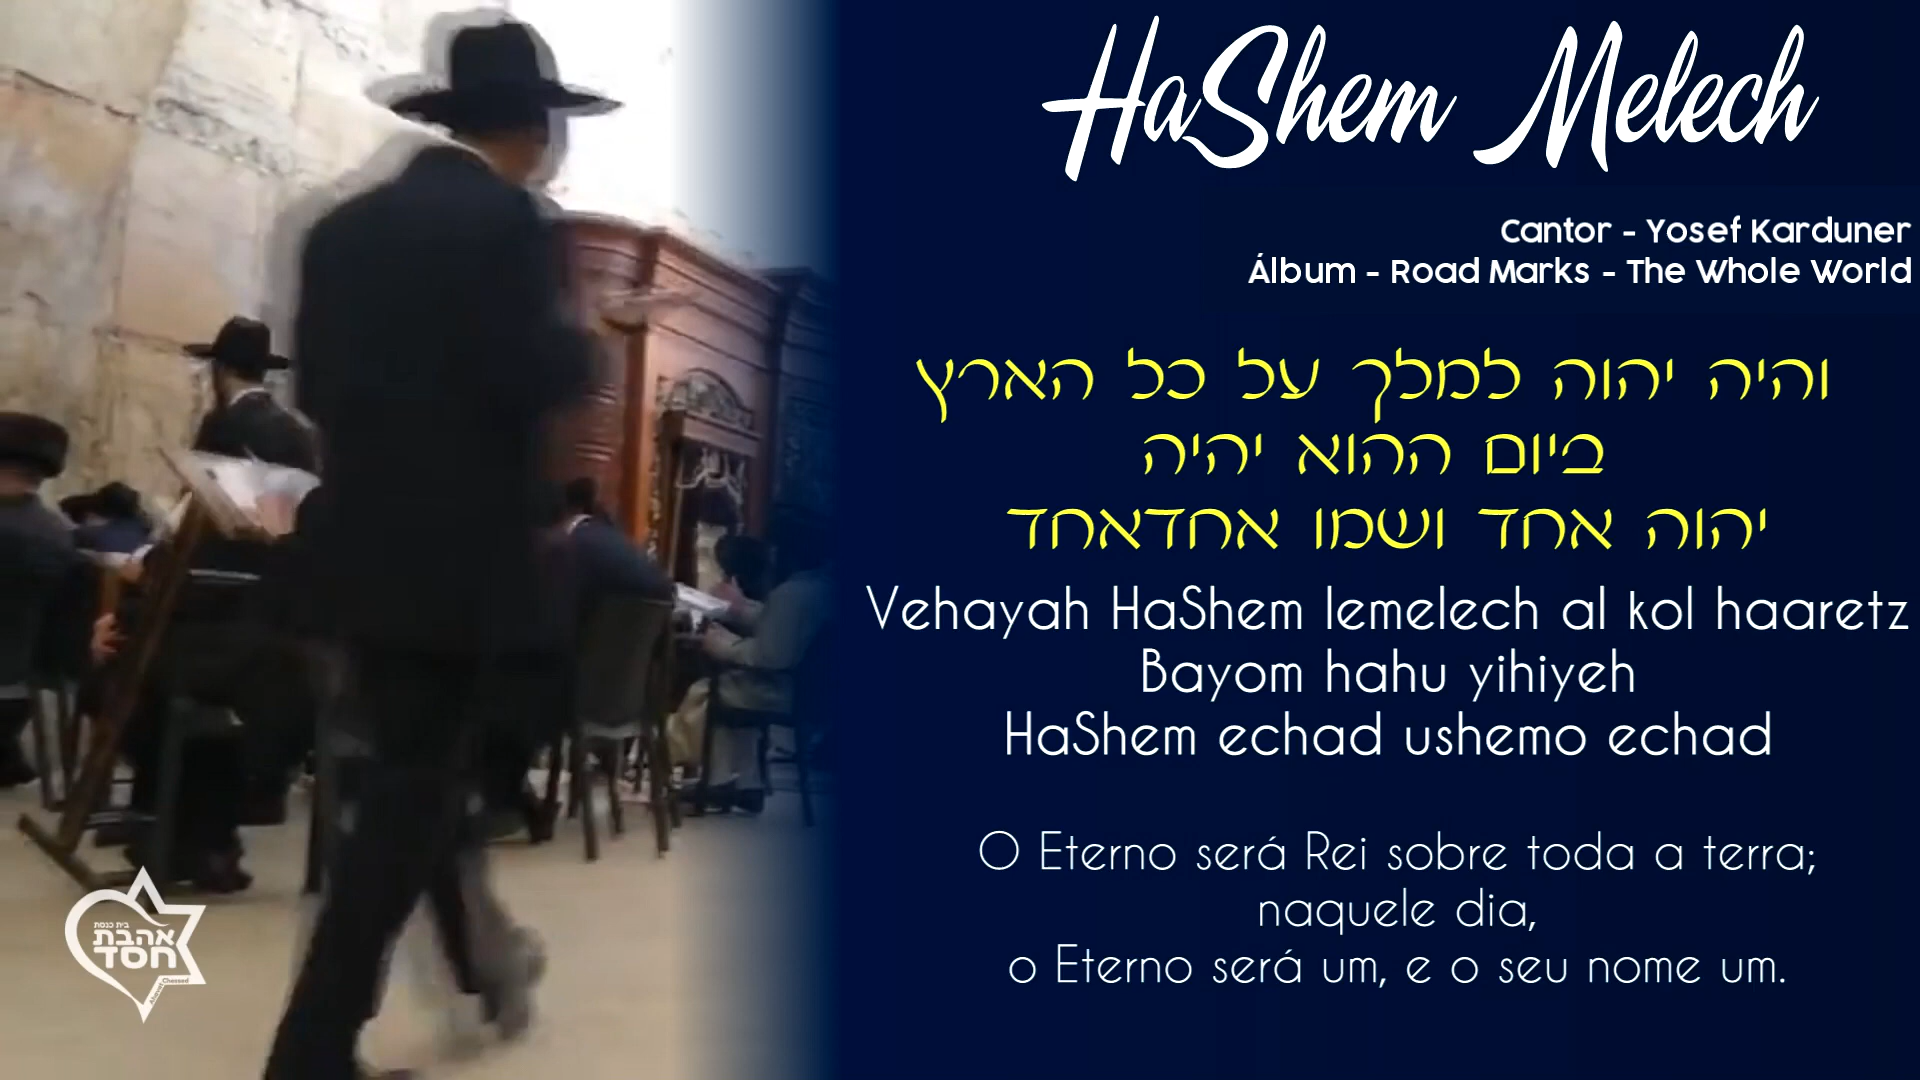 HaShem Melech
Cantor - Yosef Karduner
Álbum - Road Marks - The Whole World
והיה יהוה למלך על כל הארץ
ביום ההוא יהיה
יהוה אחד ושמו אחדאחד
Vehayah HaShem lemelech al kol haaretz
Bayom hahu yihiyeh
HaShem echad ushemo echad
O Eterno será Rei sobre toda a terra;
naquele dia,
o Eterno será um, e o seu nome um.
בית כנסת
אהבת
חסד
Ahavat Chessed